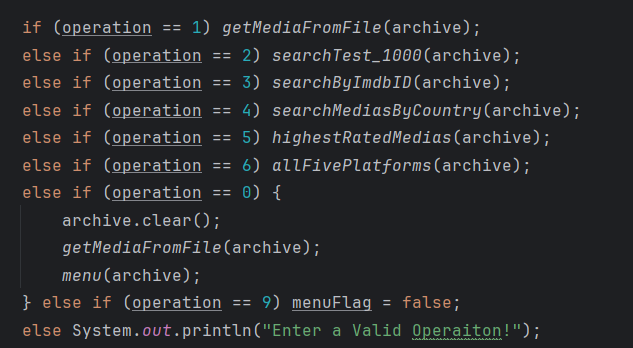 if (operation == 1) getMediaFromFile(archive);
else if (operation == 2) searchTest_1000(archive);
else if (operation == 3) searchByImdbID(archive);
else if (operation == 4) searchMediasByCountry(archive);
else if (operation == 5) highestRatedMedias(archive);
else if (operation == 6) allFivePlatforms(archive);
else if (operation == 0) {
    archive.clear();
    getMediaFromFile(archive);
    menu(archive);
} else if (operation == 9) menuFlag = false;
else System.out.println("Enter a Valid Operaiton!");